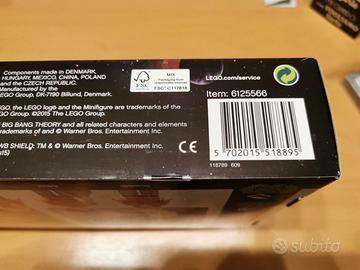 Components made in DENMARK,
HUNGARY, MEXICO, CHINA, POLAND
and the CZECH REPUBLIC.
Manufactured by the
LEGO Group, DK-7190 Billund, Denmark.
LEGO, the LEGO logo and the Minifigure are trademarks of the
LEGO Group. ©2015 The LEGO Group.
BIG BANG THEORY and all related characters and elements
trademarks of and © Warner Bros. Entertainment Inc.
WB SHIELD: TM & © Warner Bros. Entertainment Inc.
FSC
www.fsc.org
MIX
Packaging from
responsible sources
FSC® C117818
LEGO.com/service
Item: 6125566
5 702015 518895
118789 609
CE
subito